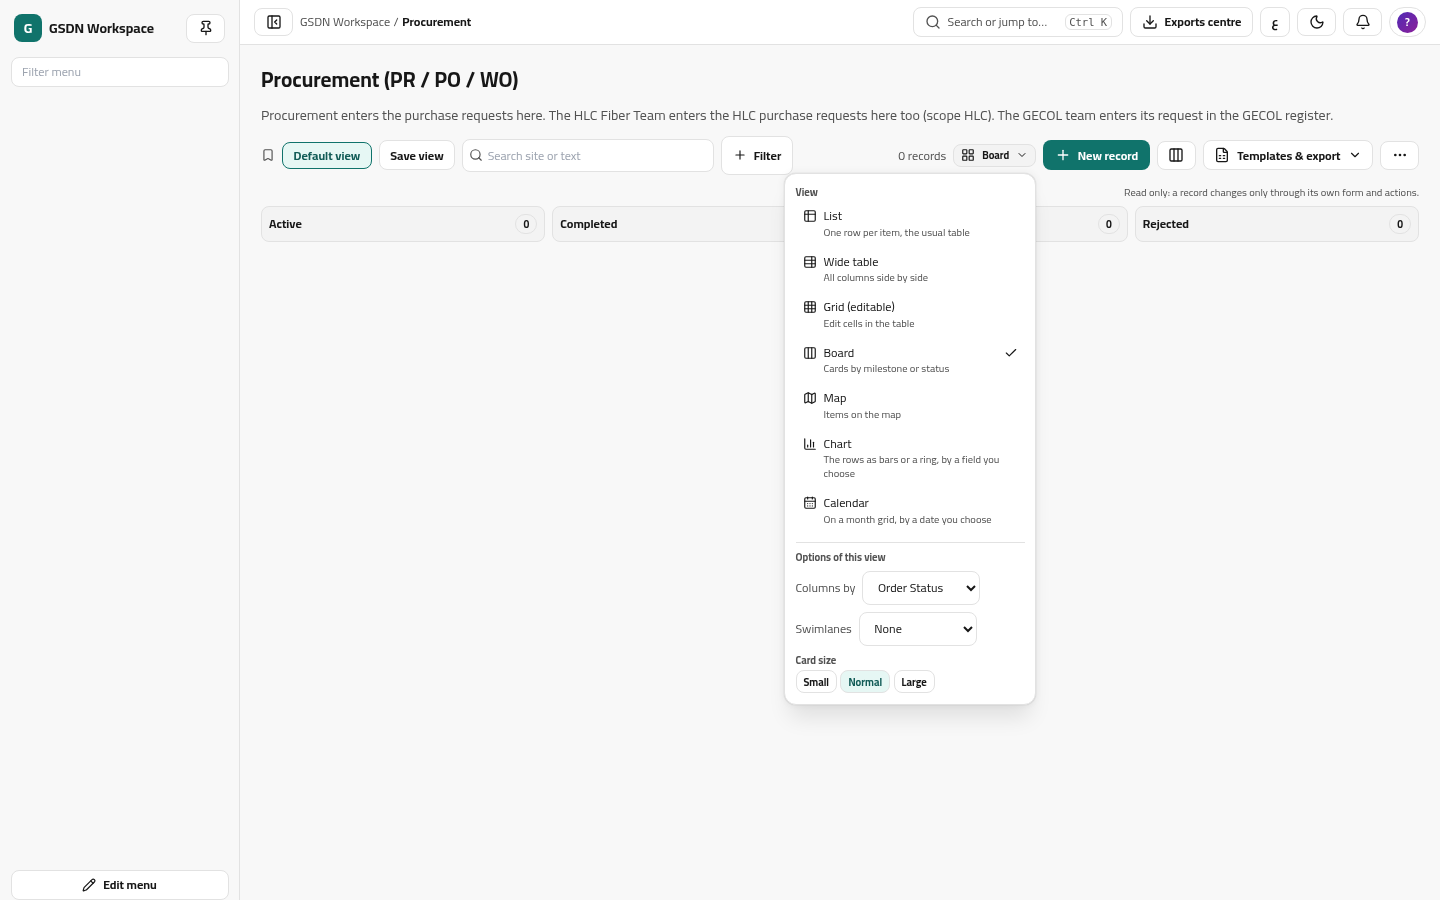 G
GSDN Workspace
Filter menu
Edit menu
GSDN Workspace / Procurement
Search or jump to...
Ctrl K
Exports centre
ع
?
Procurement (PR / PO / WO)
Procurement enters the purchase requests here. The HLC Fiber Team enters the HLC purchase requests here too (scope HLC). The GECOL team enters its request in the GECOL register.
Default view
Save view
Search site or text
Filter
0 records
Board
New record
Templates & export
Read only: a record changes only through its own form and actions.
Active
0
Completed
0
Rejected
0
View
List
One row per item, the usual table
Wide table
All columns side by side
Grid (editable)
Edit cells in the table
Board
Cards by milestone or status
Map
Items on the map
Chart
The rows as bars or a ring, by a field you
choose
Calendar
On a month grid, by a date you choose
Options of this view
Columns by
Order Status
Swimlanes
None
Card size
Small
Normal
Large